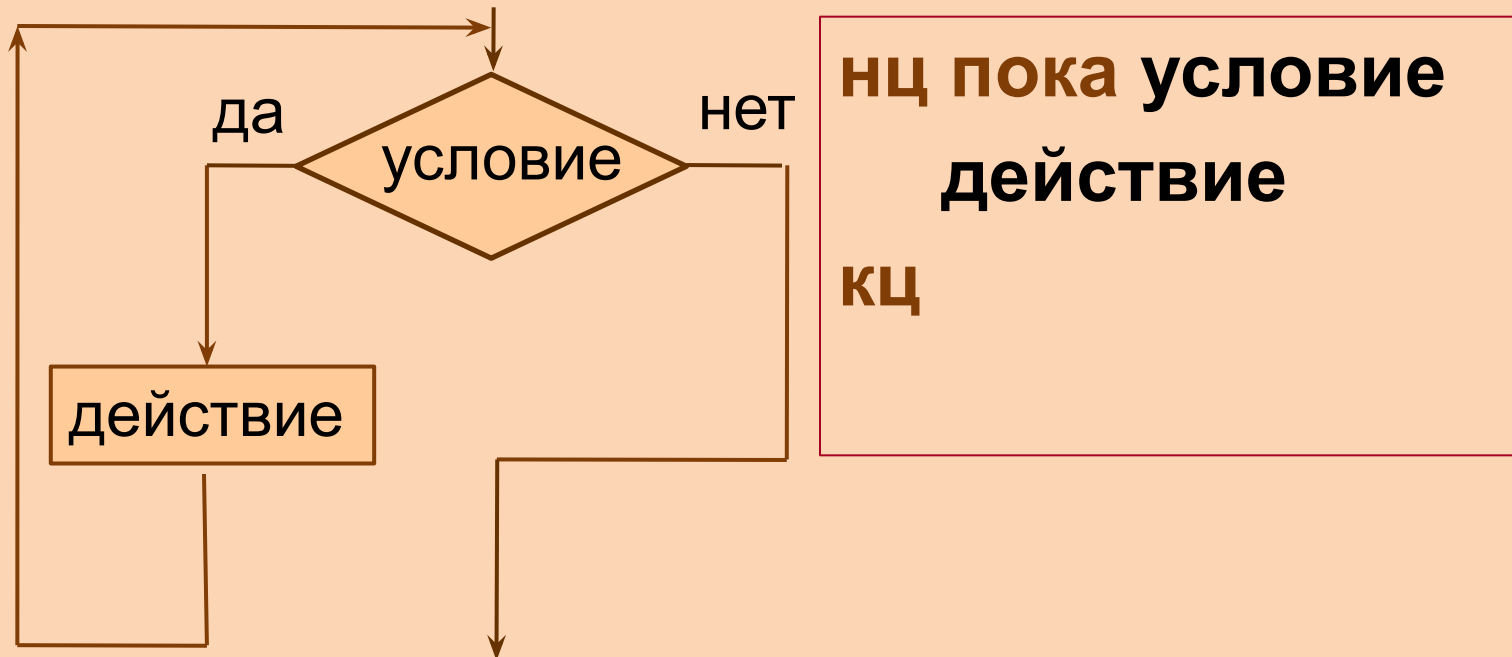 да
нет
условие
действие
нц пока условие
действие
кц